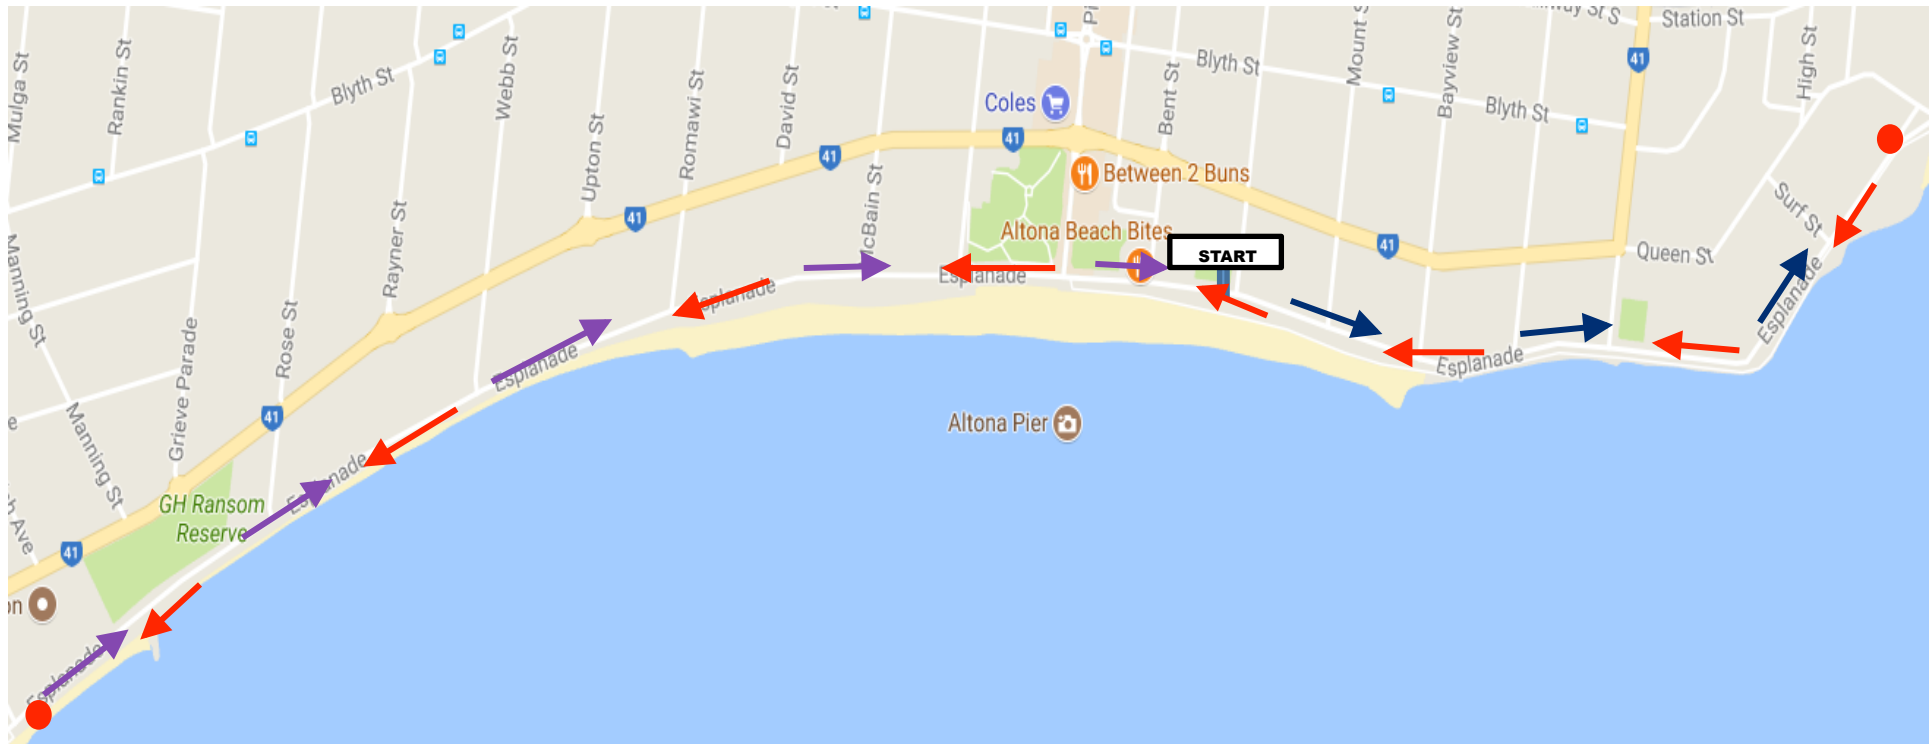 Mulga St
Rankin St
Blyth St
Webb St
Upton St
Romawi St
David St
McBain St
Rayner St
Rose St
Grieve Parade
Manning St
Manning St
Coles
Bent St
Blyth St
Mount S
Bayview St
Blyth St
Station St
High St
Surf St
Queen St
41
41
41
41
41
41
41
Between 2 Buns
Altona Beach Bites
START
Esplanade
Esplanade
Esplanade
Esplanade
Esplanade
Esplanade
Esplanade
Altona Pier
GH Ransom
Reserve